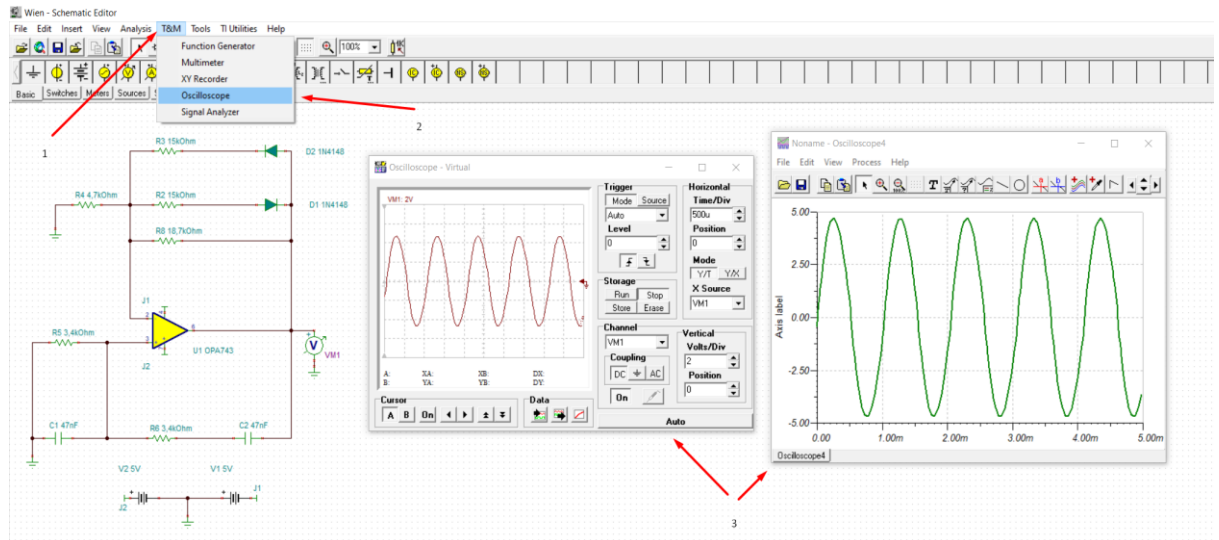 Wien - Schematic Editor
File Edit Insert View Analysis T&M Tools TI Utilities Help
100%
Function Generator
Multimeter
XY Recorder
Oscilloscope
Signal Analyzer
Basic Switches Meters Sources
1
2
R3 15kOhm
D2 1N4148
R4 4,7kOhm
R2 15kOhm
D1 1N4148
R8 18,7kOhm
J1
2
3
6
U1 OPA743
J2
R5 3,4kOhm
V
VM1
C1 47nF
R6 3,4kOhm
C2 47nF
V2 5V
V1 5V
J2
J1
Oscilloscope - Virtual
VM1: 2V
A: XA: XB: DX:
B: YA: YB: DY:
Cursor
A B On
Data
Trigger
Mode Source
Auto
Level
0
Storage
Run Stop
Store Erase
Channel
VM1
Coupling
DC AC
On
Horizontal
Time/Div
500u
Position
0
Mode
Y/T Y/X
X Source
VM1
Vertical
Volts/Div
2
Position
0
Auto
Noname - Oscilloscope4
File Edit View Process Help
T
5.00
2.50
0.00
-2.50
-5.00
Axis label
0.00 1.00m 2.00m 3.00m 4.00m 5.00m
Oscilloscope4
3